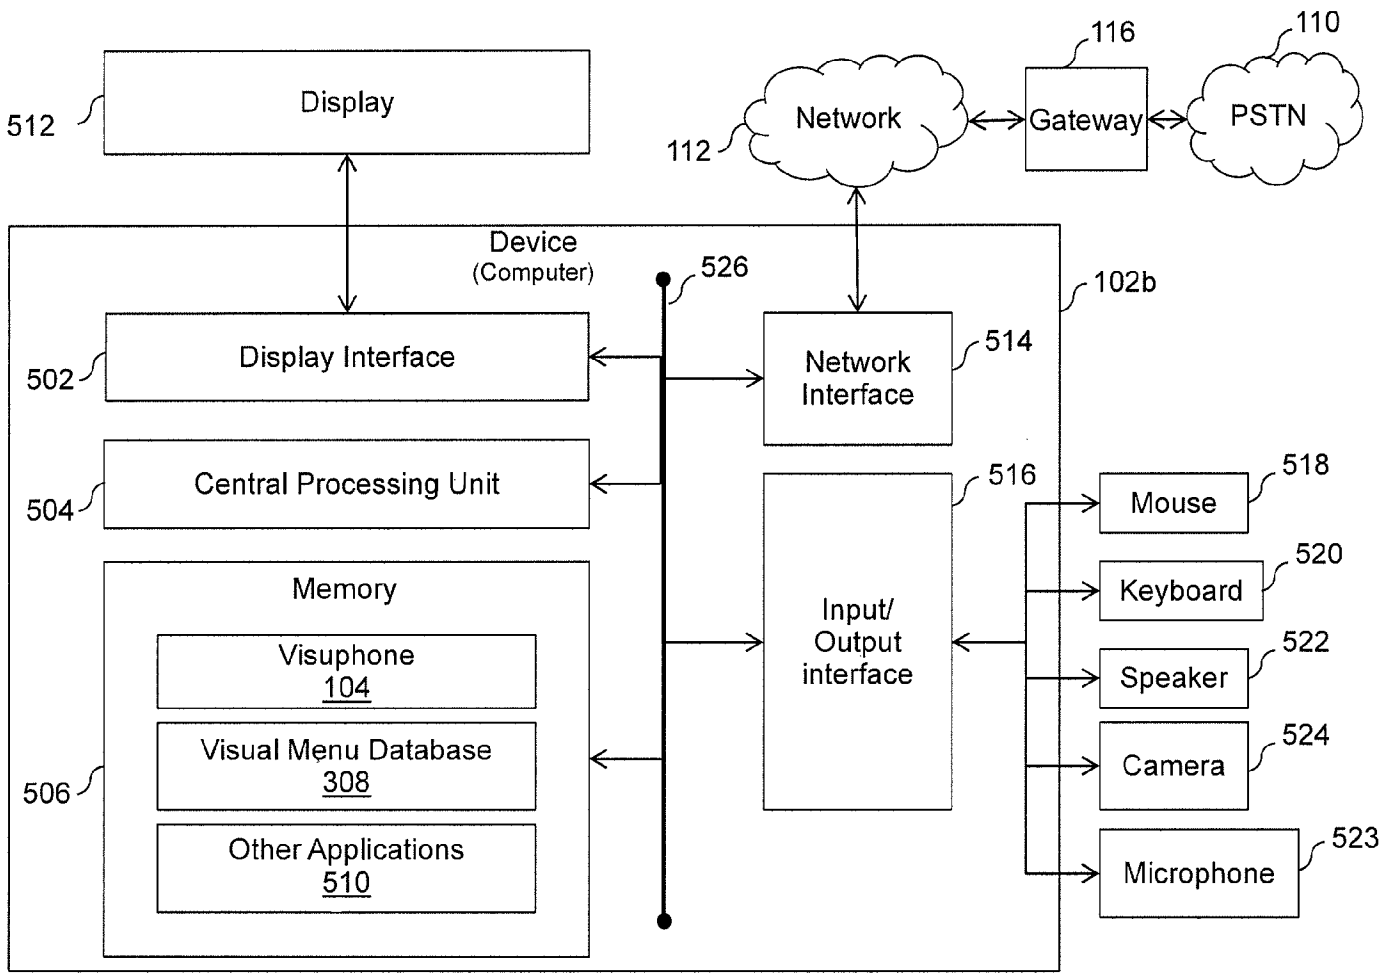 116
110
Display
512
Network
112
Gateway
PSTN
Device
(Computer)
526
102b
Display Interface
502
Network
Interface
514
Central Processing Unit
504
Input/
Output
interface
516
Mouse
518
Keyboard
520
Speaker
522
Camera
524
Microphone
523
Memory
506
Visuphone
104
Visual Menu Database
308
Other Applications
510